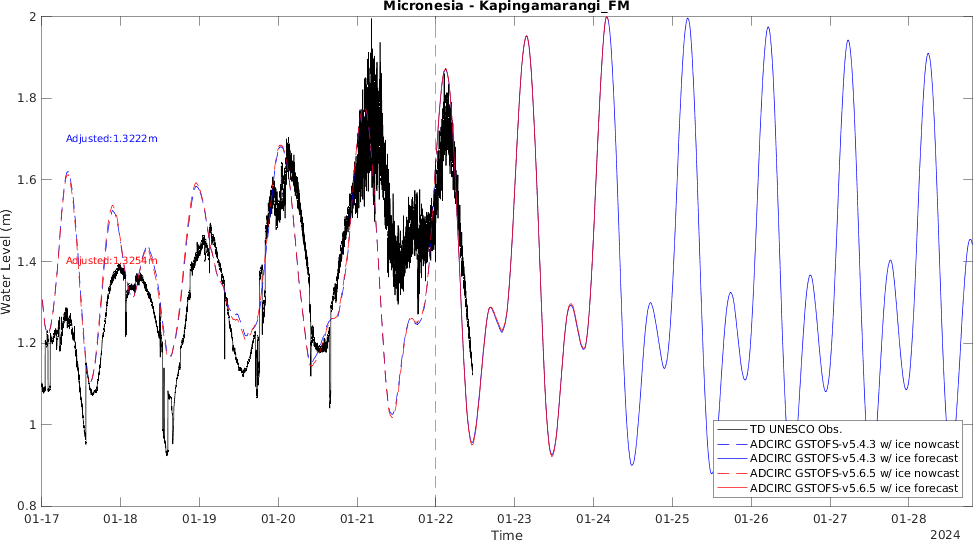 Micronesia - Kapingamarangi_FM
Water Level (m)
2
1.8
1.6
1.4
1.2
1
0.8
Adjusted:1.3222m
Adjusted:1.3254m
TD UNESCO Obs.
ADCIRC GSTOFS-v5.4.3 w/ ice nowcast
ADCIRC GSTOFS-v5.4.3 w/ ice forecast
ADCIRC GSTOFS-v5.6.5 w/ ice nowcast
ADCIRC GSTOFS-v5.6.5 w/ ice forecast
01-17 01-18 01-19 01-20 01-21 01-22 01-23 01-24 01-25 01-26 01-27 01-28
Time
2024